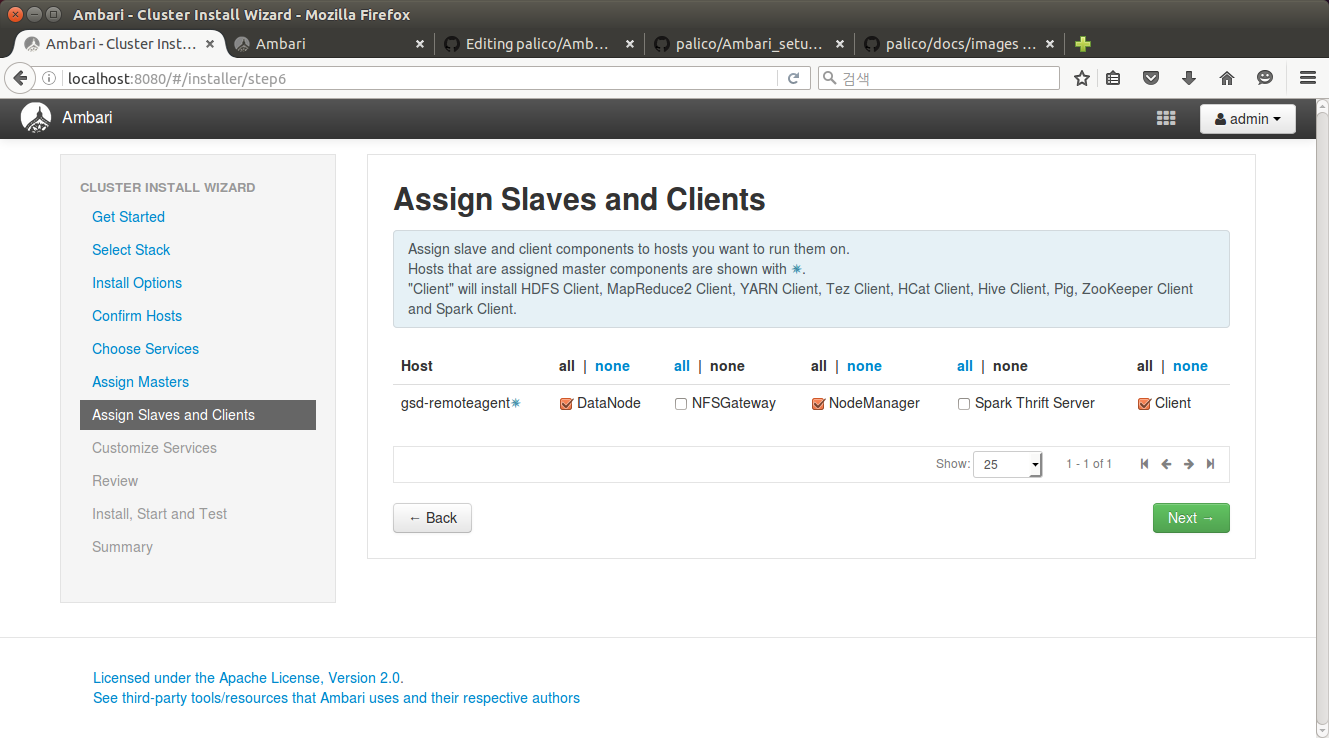 Ambari - Cluster Install Wizard - Mozilla Firefox
Ambari - Cluster Inst... × Ambari × Editing palico/Amb... × palico/Ambari_setu... × palico/docs/images ... ×
localhost:8080/#/installer/step6 검색
Ambari admin
CLUSTER INSTALL WIZARD
Get Started
Select Stack
Install Options
Confirm Hosts
Choose Services
Assign Masters
Assign Slaves and Clients
Customize Services
Review
Install, Start and Test
Summary
Assign Slaves and Clients
Assign slave and client components to hosts you want to run them on.
Hosts that are assigned master components are shown with ✷.
"Client" will install HDFS Client, MapReduce2 Client, YARN Client, Tez Client, HCat Client, Hive Client, Pig, ZooKeeper Client
and Spark Client.
Host all | none all | none all | none all | none all | none
gsd-remoteagent✷ DataNode NFSGateway NodeManager Spark Thrift Server Client
Show: 25 1 - 1 of 1
← Back Next →
Licensed under the Apache License, Version 2.0.
See third-party tools/resources that Ambari uses and their respective authors